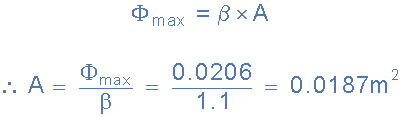 Φmax = β × A
∴ A = Φmax / β = 0.0206 / 1.1 = 0.0187m²